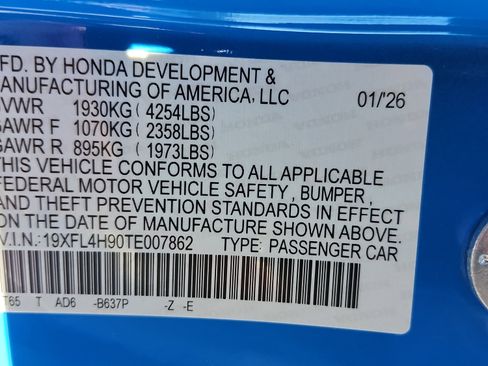 FD. BY HONDA DEVELOPMENT &
ANUFACTURING OF AMERICA, LLC 01/'26
VWR 1930KG ( 4254LBS)
GAWR F 1070KG ( 2358LBS)
GAWR R 895KG ( 1973LBS)
THIS VEHICLE CONFORMS TO ALL APPLICABLE
FEDERAL MOTOR VEHICLE SAFETY , BUMPER ,
AND THEFT PREVENTION STANDARDS IN EFFECT
ON THE DATE OF MANUFACTURE SHOWN ABOVE.
V.I.N.: 19XFL4H90TE007862 TYPE: PASSENGER CAR
T65 T AD6 -B637P -Z -E